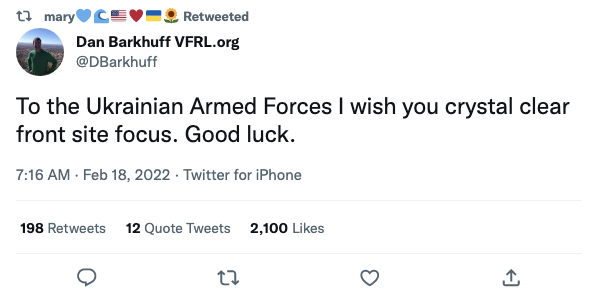 mary💙🌊🇺🇸❤️🇺🇦🌻 Retweeted
Dan Barkhuff VFRL.org
@DBarkhuff
To the Ukrainian Armed Forces I wish you crystal clear
front site focus. Good luck.
7:16 AM · Feb 18, 2022 · Twitter for iPhone
198 Retweets 12 Quote Tweets 2,100 Likes